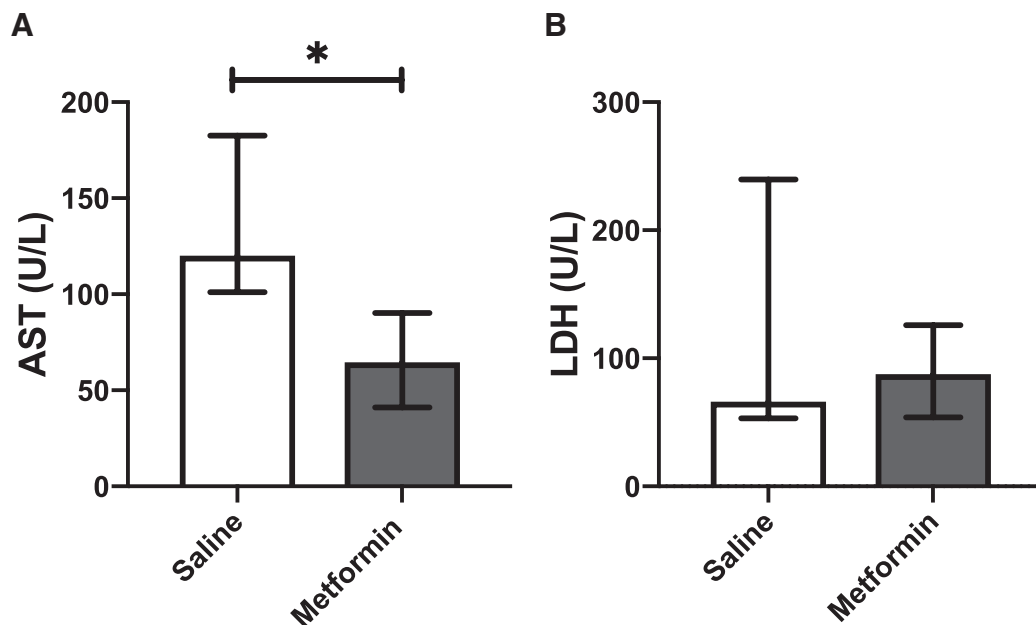 A
*
AST (U/L)
200
150
100
50
0
Saline
Metformin
B
LDH (U/L)
300
200
100
0
Saline
Metformin